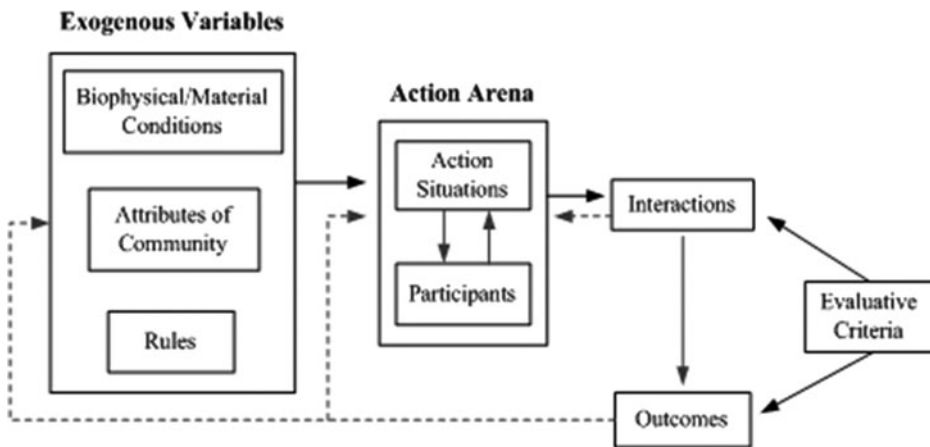 Exogenous Variables
Biophysical/Material
Conditions
Attributes of
Community
Rules
Action Arena
Action
Situations
Participants
Interactions
Outcomes
Evaluative
Criteria